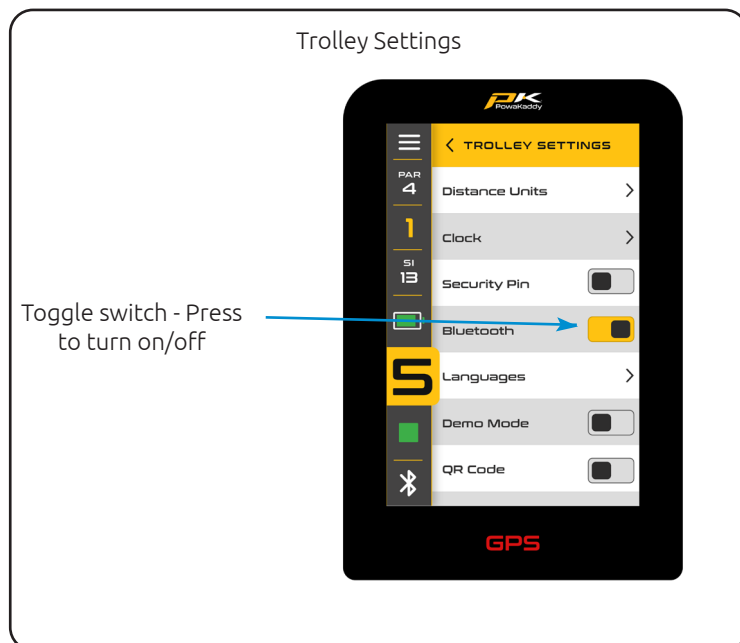 Trolley Settings
PK
PowaKaddy
TROLLEY SETTINGS
PAR
4
Distance Units
1
Clock
SI
13
Security Pin
Toggle switch - Press
to turn on/off
Bluetooth
5
Languages
Demo Mode
QR Code
GPS